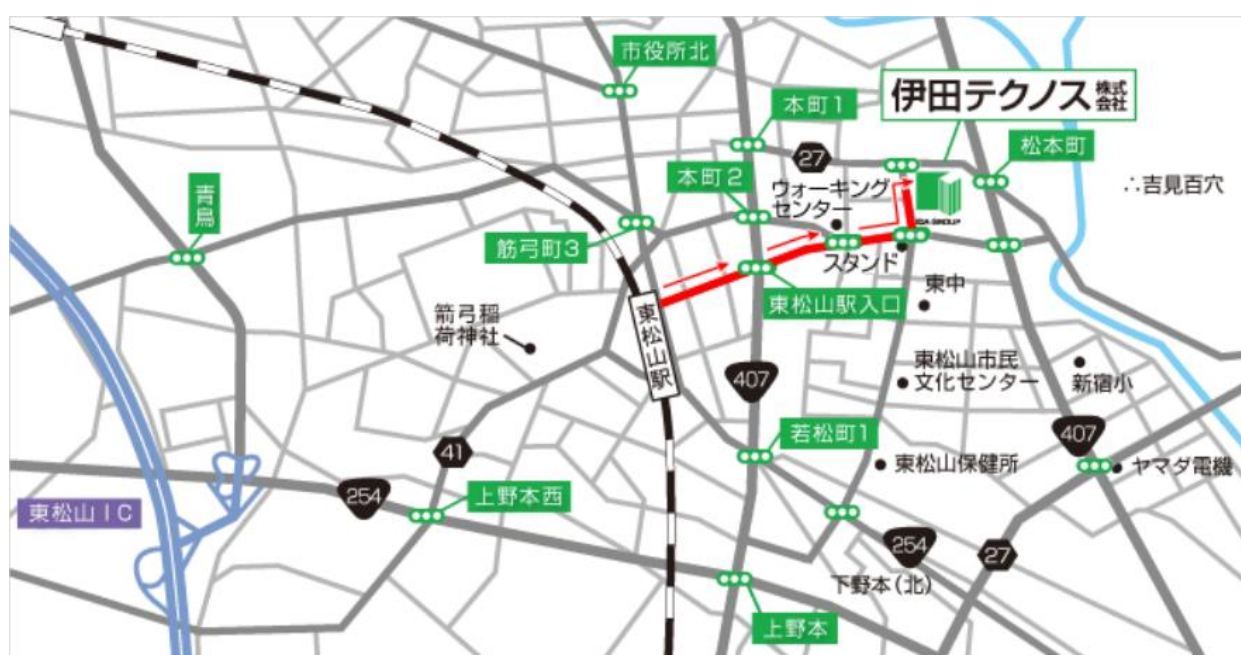 市役所北
伊田テクノス 株式
会社
本町1
松本町
27
青鳥
本町2
ウォーキング
センター
∴吉見百穴
IDA GROUP
筋弓町3
スタンド
東松山駅入口
東中
箭弓稲
荷神社
東松山駅
407
東松山市民
文化センター
新宿小
若松町1
407
41
東松山保健所
ヤマダ電機
上野本西
254
東松山IC
254
27
下野本(北)
上野本